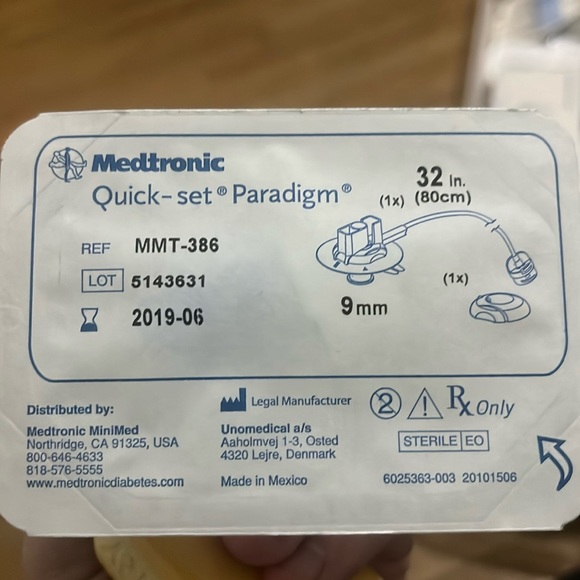 Medtronic
Quick-set® Paradigm®
32 In.
(1x) (80cm)
REF MMT-386
LOT 5143631
2019-06
(1x)
9mm
Distributed by:
Medtronic MiniMed
Northridge, CA 91325, USA
800-646-4633
818-576-5555
www.medtronicdiabetes.com
Legal Manufacturer
Unomedical a/s
Aaholmvej 1-3, Osted
4320 Lejre, Denmark
Made in Mexico
2 ! Rx Only
STERILE EO
6025363-003 20101506